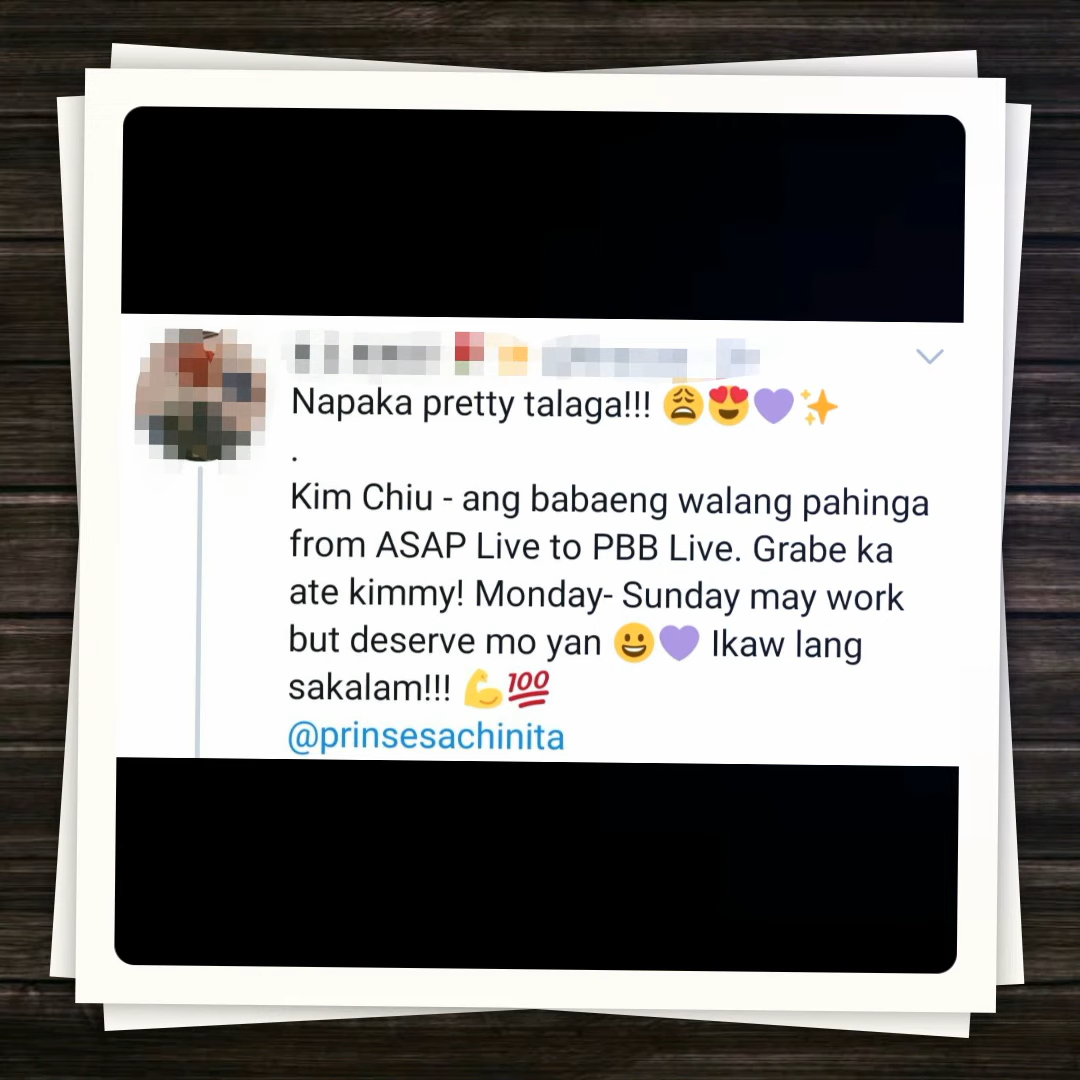 Napaka pretty talaga!!! 😩😍💜✨
.
Kim Chiu - ang babaeng walang pahinga
from ASAP Live to PBB Live. Grabe ka
ate kimmy! Monday- Sunday may work
but deserve mo yan 😀💜 Ikaw lang
sakalam!!! 💪💯
@prinsesachinita